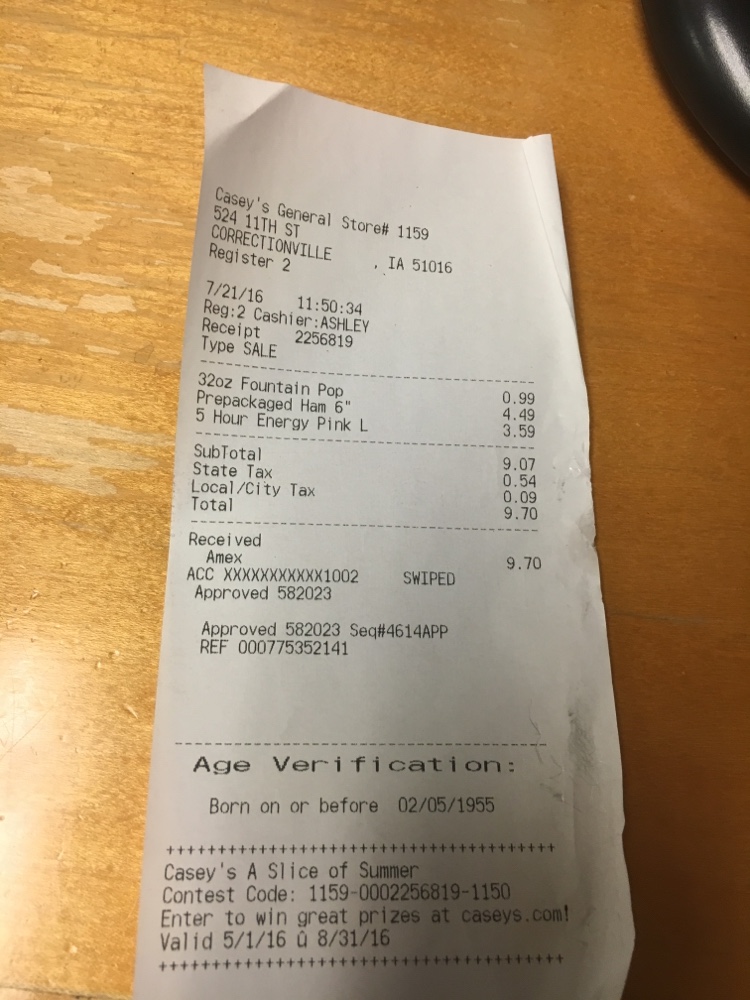 Casey's General Store# 1159
524 11TH ST
CORRECTIONVILLE , IA 51016
Register 2
7/21/16 11:50:34
Reg:2 Cashier:ASHLEY
Receipt 2256819
Type SALE
32oz Fountain Pop 0.99
Prepackaged Ham 6" 4.49
5 Hour Energy Pink L 3.59
SubTotal 9.07
State Tax 0.54
Local/City Tax 0.09
Total 9.70
Received
Amex 9.70
ACC XXXXXXXXXXX1002 SWIPED
Approved 582023
Approved 582023 Seq#4614APP
REF 000775352141
Age Verification:
Born on or before 02/05/1955
+++++++++++++++++++++++++++++++++++++++
Casey's A Slice of Summer
Contest Code: 1159-0002256819-1150
Enter to win great prizes at caseys.com!
Valid 5/1/16 û 8/31/16
+++++++++++++++++++++++++++++++++++++++